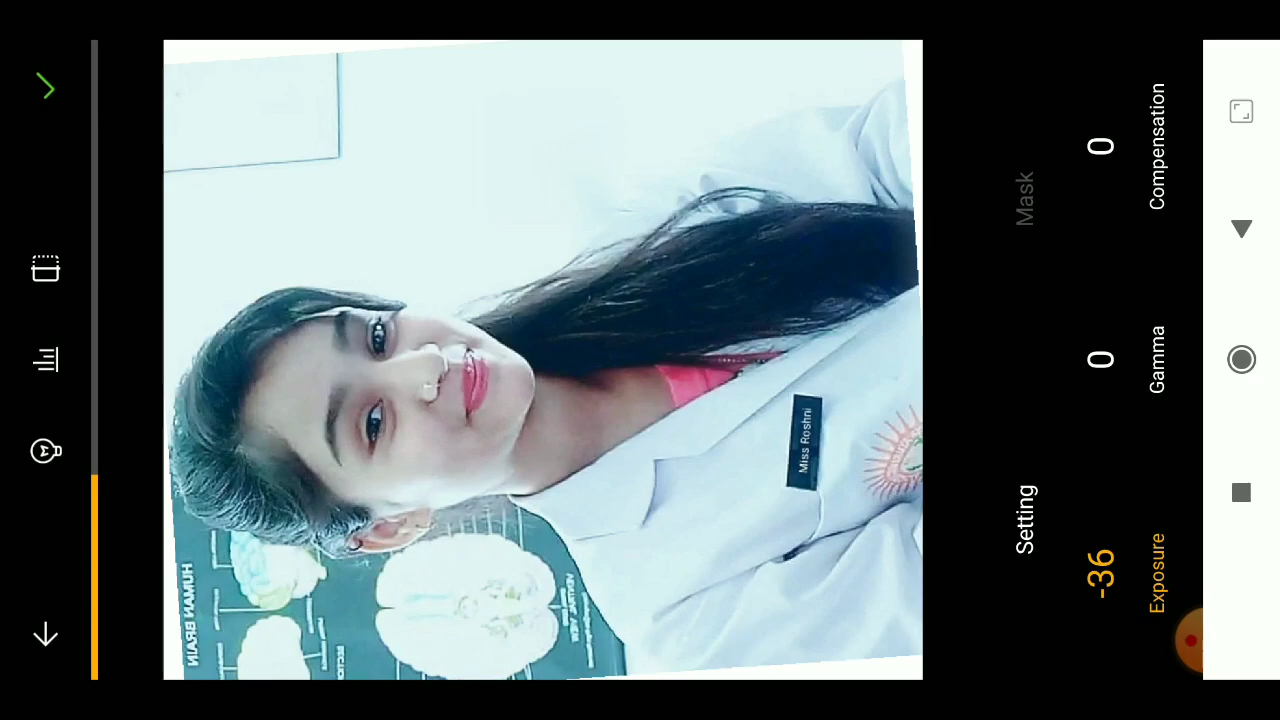 HUMAN BRAIN
Miss Roshni
Setting
Mask
-36
0
0
Exposure
Gamma
Compensation